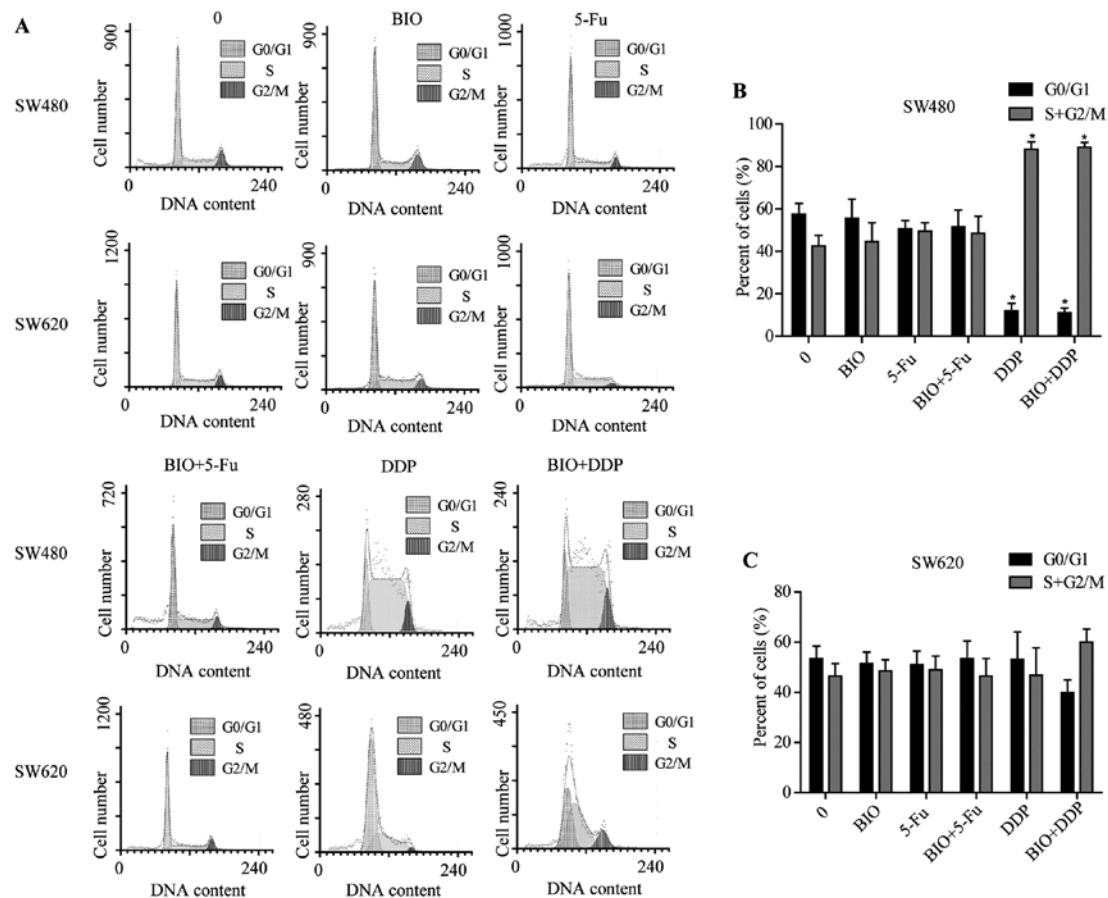 A
0
BIO
5-Fu
SW480
900
Cell number
G0/G1
S
G2/M
0
240
DNA content
900
Cell number
G0/G1
S
G2/M
0
240
DNA content
1000
Cell number
G0/G1
S
G2/M
0
240
DNA content
SW620
1200
Cell number
G0/G1
S
G2/M
0
240
DNA content
900
Cell number
G0/G1
S
G2/M
0
240
DNA content
1000
Cell number
G0/G1
S
G2/M
0
240
DNA content
BIO+5-Fu
DDP
BIO+DDP
SW480
720
Cell number
G0/G1
S
G2/M
0
240
DNA content
280
Cell number
G0/G1
S
G2/M
0
240
DNA content
240
Cell number
G0/G1
S
G2/M
0
240
DNA content
SW620
1200
Cell number
G0/G1
S
G2/M
0
240
DNA content
480
Cell number
G0/G1
S
G2/M
0
240
DNA content
450
Cell number
G0/G1
S
G2/M
0
240
DNA content
B
SW480
G0/G1
S+G2/M
Percent of cells (%)
100
80
60
40
20
0
* * * *
0
BIO
5-Fu
BIO+5-Fu
DDP
BIO+DDP
C
SW620
G0/G1
S+G2/M
Percent of cells (%)
80
60
40
20
0
0
BIO
5-Fu
BIO+5-Fu
DDP
BIO+DDP